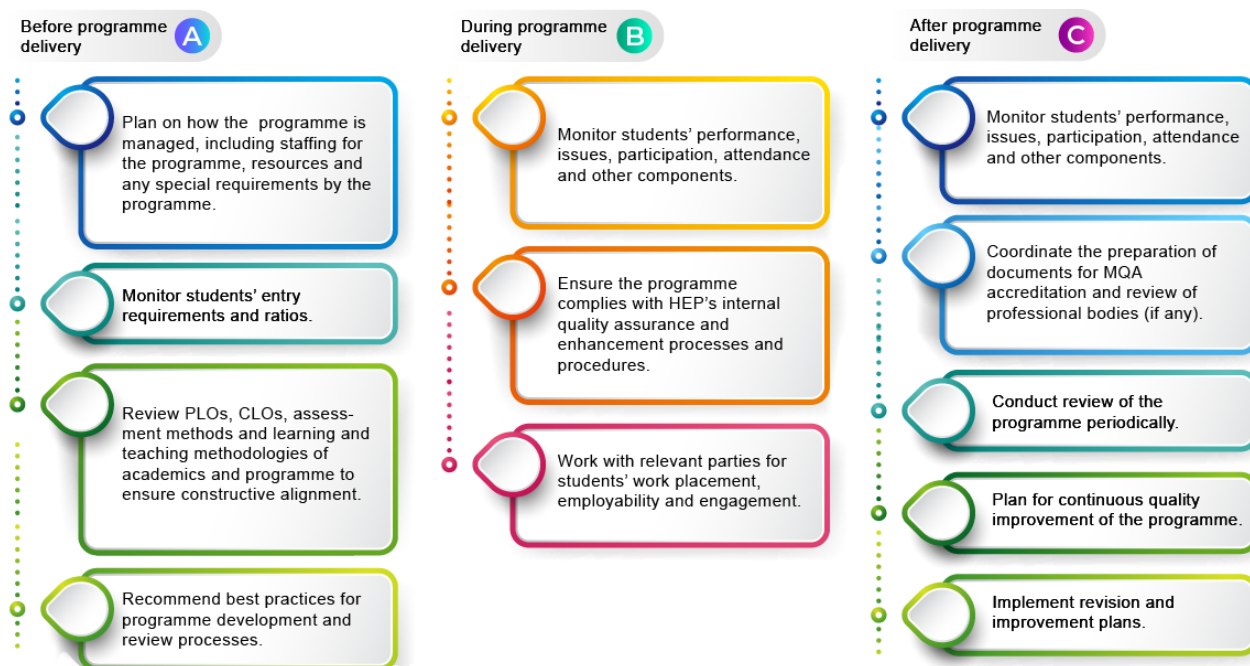 Before programme
delivery
A
Plan on how the programme is
managed, including staffing for
the programme, resources and
any special requirements by the
programme.
Monitor students’ entry
requirements and ratios.
Review PLOs, CLOs, assess-
ment methods and learning and
teaching methodologies of
academics and programme to
ensure constructive alignment.
Recommend best practices for
programme development and
review processes.
During programme
delivery
B
Monitor students’ performance,
issues, participation, attendance
and other components.
Ensure the programme
complies with HEP’s internal
quality assurance and
enhancement processes and
procedures.
Work with relevant parties for
students’ work placement,
employability and engagement.
After programme
delivery
C
Monitor students’ performance,
issues, participation, attendance
and other components.
Coordinate the preparation of
documents for MQA
accreditation and review of
professional bodies (if any).
Conduct review of the
programme periodically.
Plan for continuous quality
improvement of the programme.
Implement revision and
improvement plans.